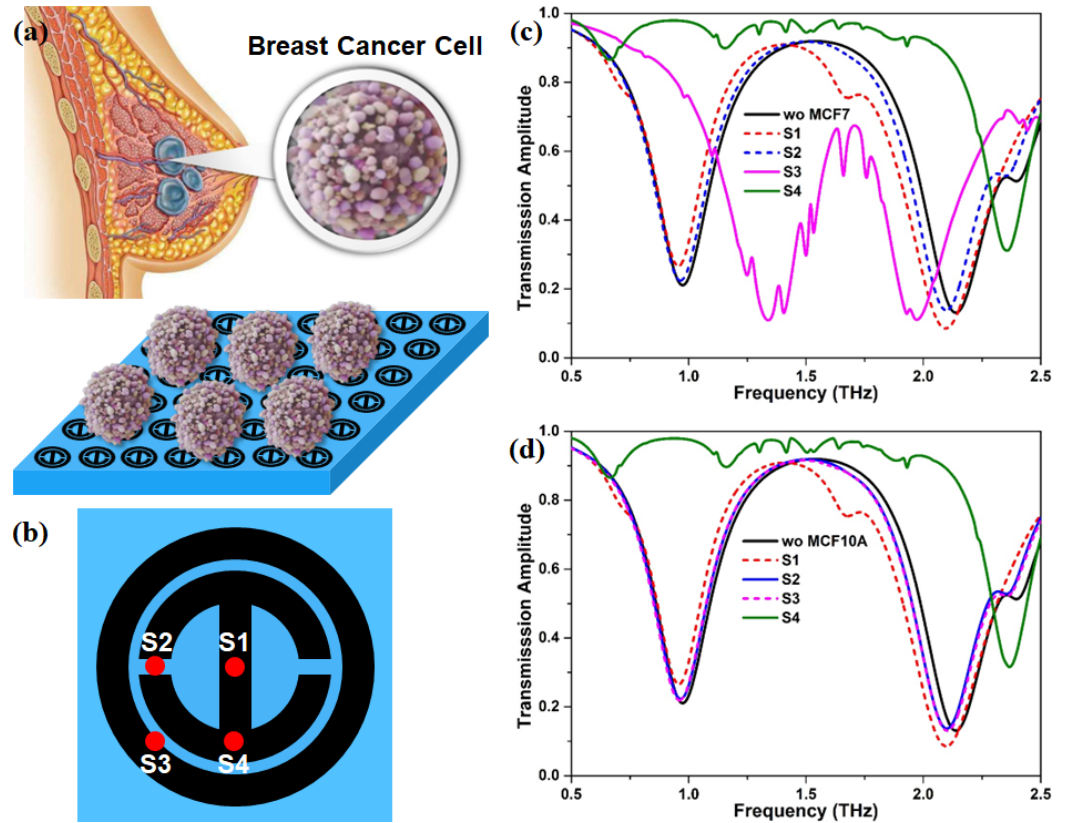 (a)
Breast Cancer Cell
(b)
S2
S1
S3
S4
(c)
Transmisssion Amplitude
1.0
0.8
0.6
0.4
0.2
0.0
wo MCF7
S1
S2
S3
S4
0.5
1.0
1.5
2.0
2.5
Frequency (THz)
(d)
Transmisssion Amplitude
1.0
0.8
0.6
0.4
0.2
0.0
wo MCF10A
S1
S2
S3
S4
0.5
1.0
1.5
2.0
2.5
Frequency (THz)